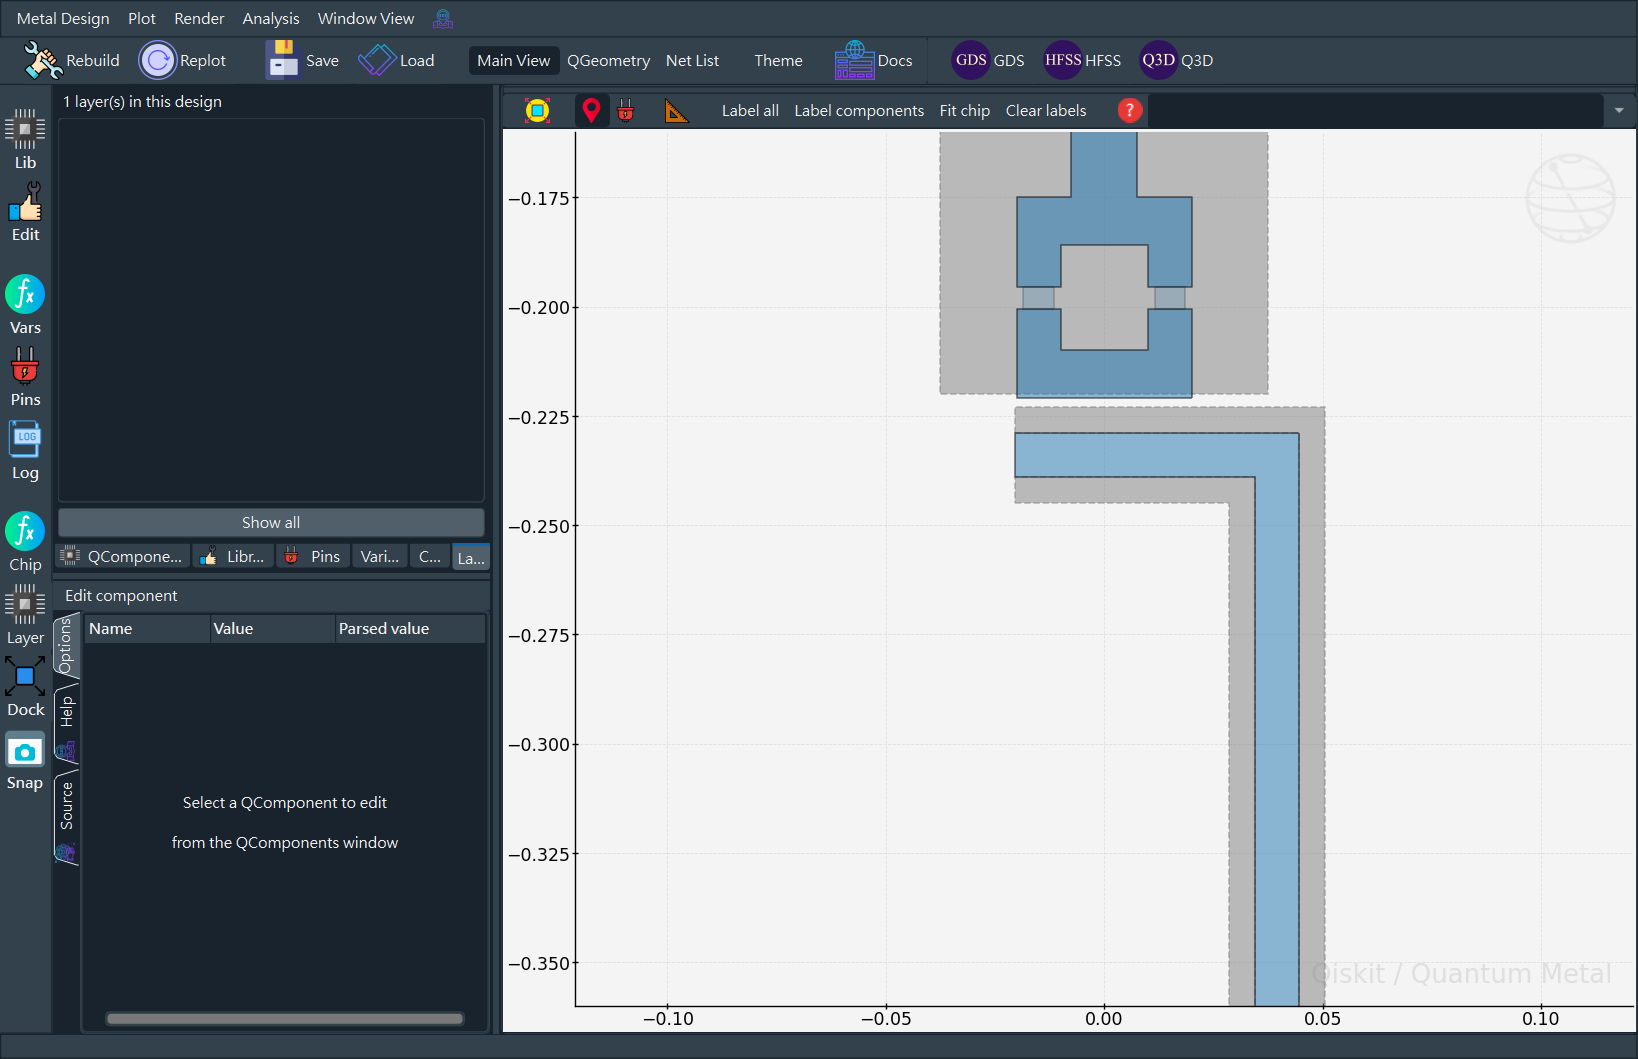 Metal Design Plot Render Analysis Window View
Rebuild Replot Save Load Main View QGeometry Net List Theme Docs GDS GDS HFSS HFSS Q3D Q3D
1 layer(s) in this design
Label all Label components Fit chip Clear labels ?
Lib
Edit
fx
Vars
Pins
LOG
Log
fx
Chip
Layer
Dock
Snap
Show all
QCompone... Libr... Pins Vari... C... La...
Edit component
Options
Help
Source
Name Value Parsed value
Select a QComponent to edit
from the QComponents window
−0.175
−0.200
−0.225
−0.250
−0.275
−0.300
−0.325
−0.350
Qiskit / Quantum Metal
−0.10 −0.05 0.00 0.05 0.10